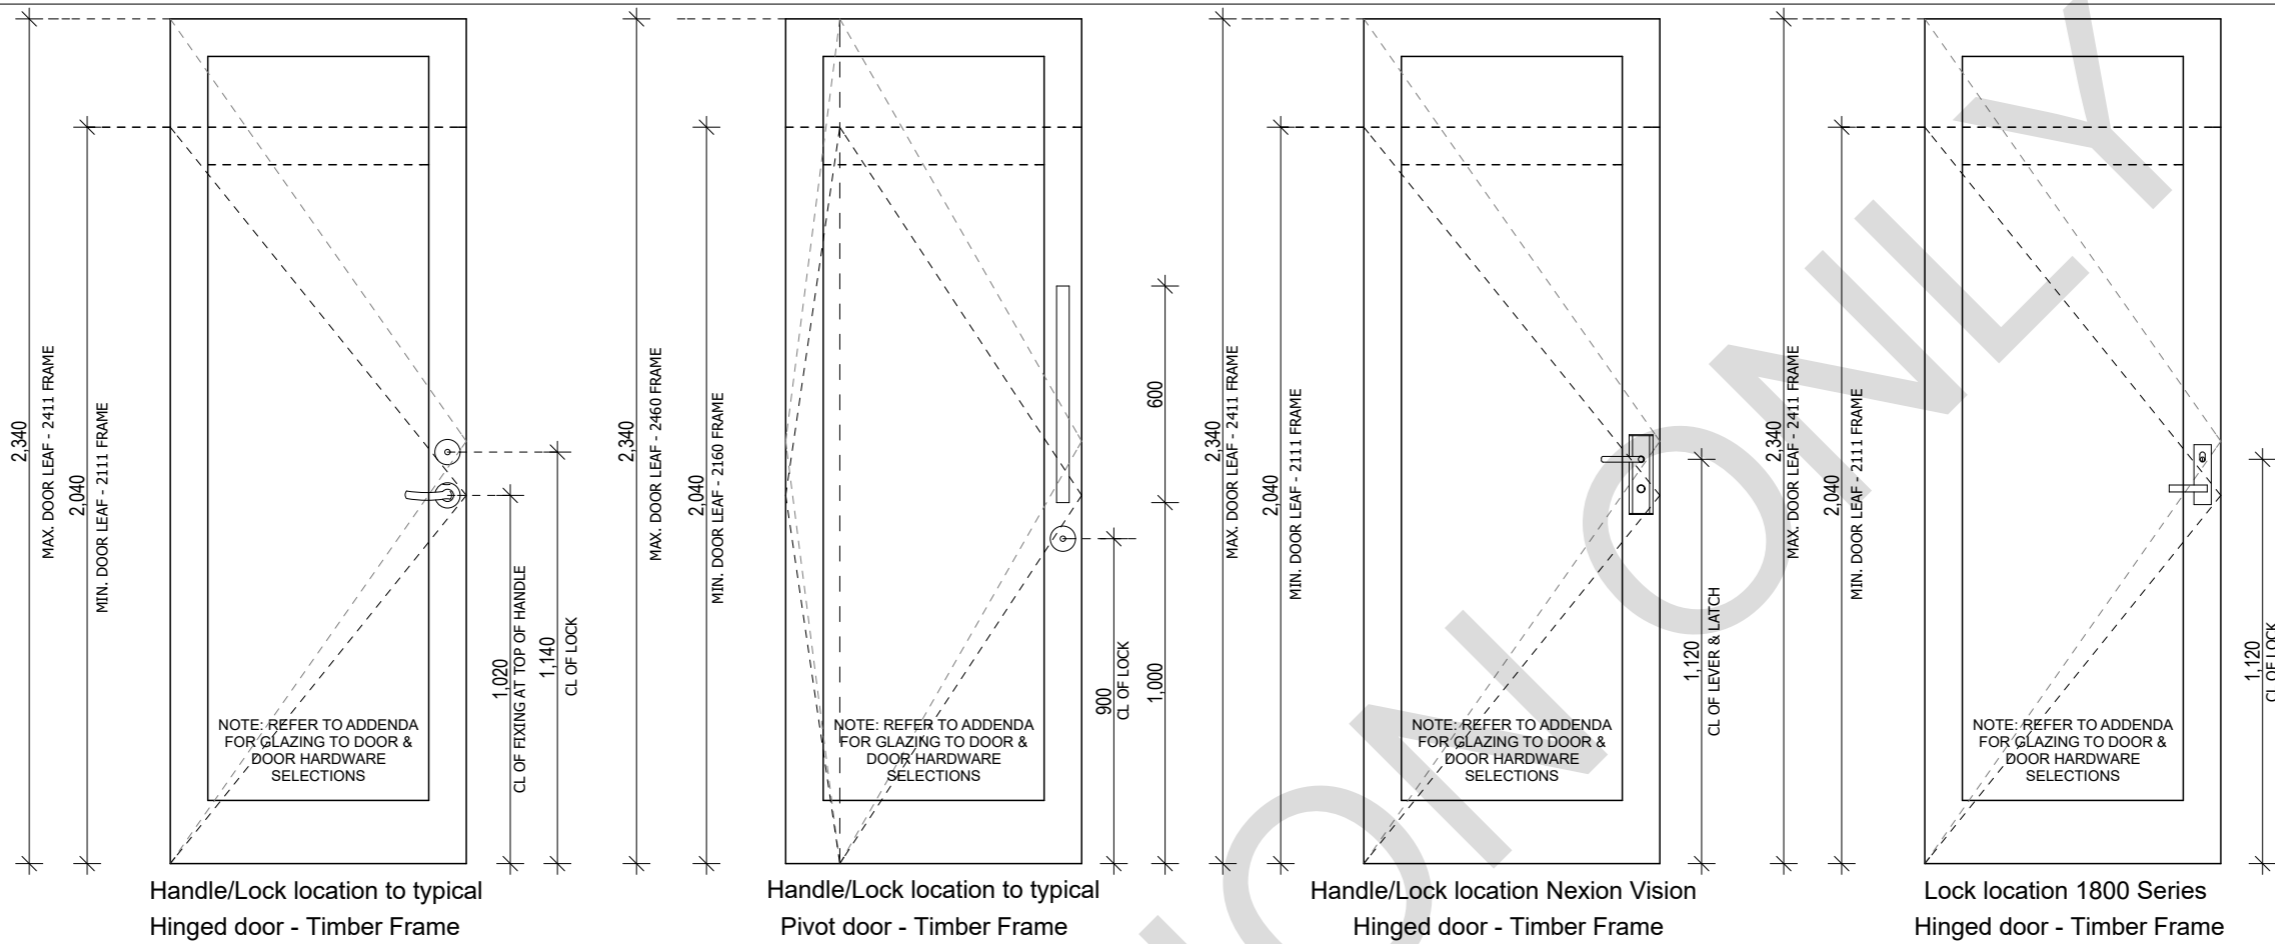 2,340
MAX. DOOR LEAF - 2411 FRAME
2,040
MIN. DOOR LEAF - 2111 FRAME
NOTE: REFER TO ADDENDA
FOR GLAZING TO DOOR &
DOOR HARDWARE
SELECTIONS
1,020
CL OF FIXING AT TOP OF HANDLE
1,140
CL OF LOCK
Handle/Lock location to typical
Hinged door - Timber Frame
2,340
MAX. DOOR LEAF - 2460 FRAME
2,040
MIN. DOOR LEAF - 2160 FRAME
NOTE: REFER TO ADDENDA
FOR GLAZING TO DOOR &
DOOR HARDWARE
SELECTIONS
900
CL OF LOCK
600
1,000
Handle/Lock location to typical
Pivot door - Timber Frame
2,340
MAX. DOOR LEAF - 2411 FRAME
2,040
MIN. DOOR LEAF - 2111 FRAME
NOTE: REFER TO ADDENDA
FOR GLAZING TO DOOR &
DOOR HARDWARE
SELECTIONS
1,120
CL OF LEVER & LATCH
Handle/Lock location Nexion Vision
Hinged door - Timber Frame
2,340
MAX. DOOR LEAF - 2411 FRAME
2,040
MIN. DOOR LEAF - 2111 FRAME
NOTE: REFER TO ADDENDA
FOR GLAZING TO DOOR &
DOOR HARDWARE
SELECTIONS
1,120
CL OF LOCK
Lock location 1800 Series
Hinged door - Timber Frame
ON ONLY